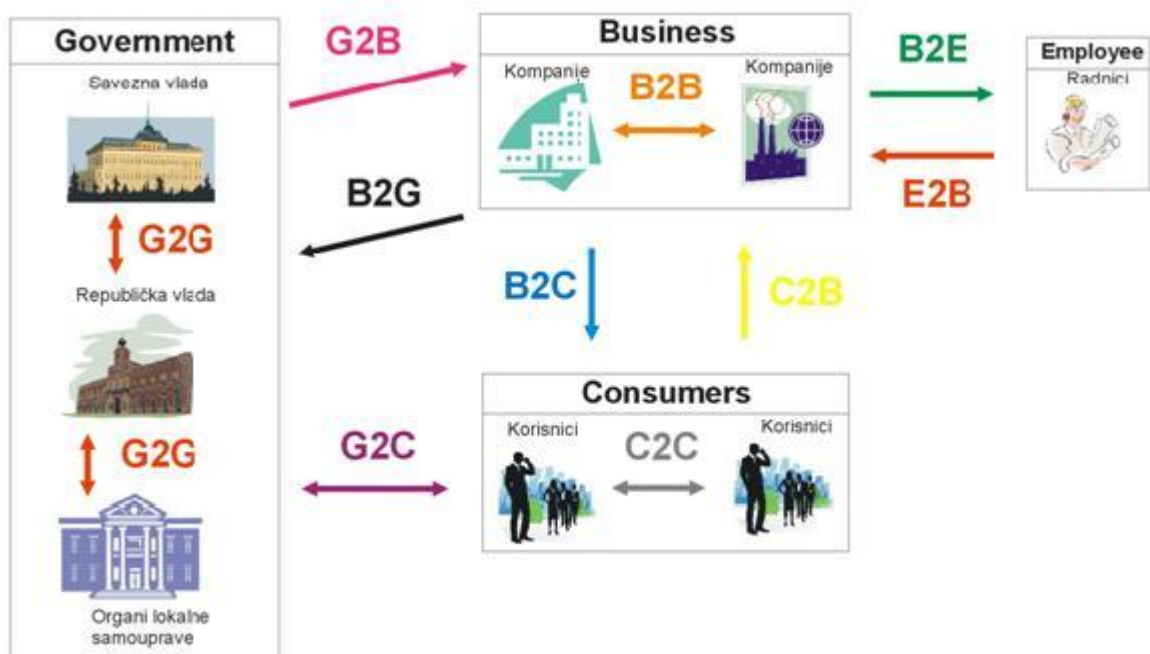 Government
Savezna vlada
G2G
Republička vlada
G2G
Organi lokalne
samouprave
G2B
B2G
G2C
Business
Kompanije
B2B
Kompanije
B2E
E2B
Employee
Radnici
B2C
C2B
Consumers
Korisnici
C2C
Korisnici